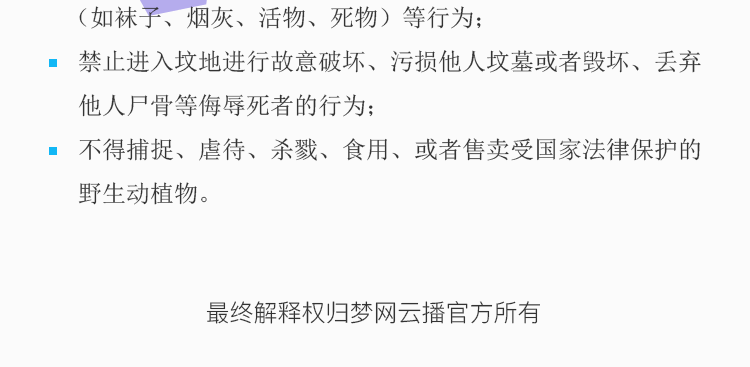 （如袜子、烟灰、活物、死物）等行为；
禁止进入坟地进行故意破坏、污损他人坟墓或者毁坏、丢弃
他人尸骨等侮辱死者的行为；
不得捕捉、虐待、杀戮、食用、或者售卖受国家法律保护的
野生动植物。
最终解释权归梦网云播官方所有